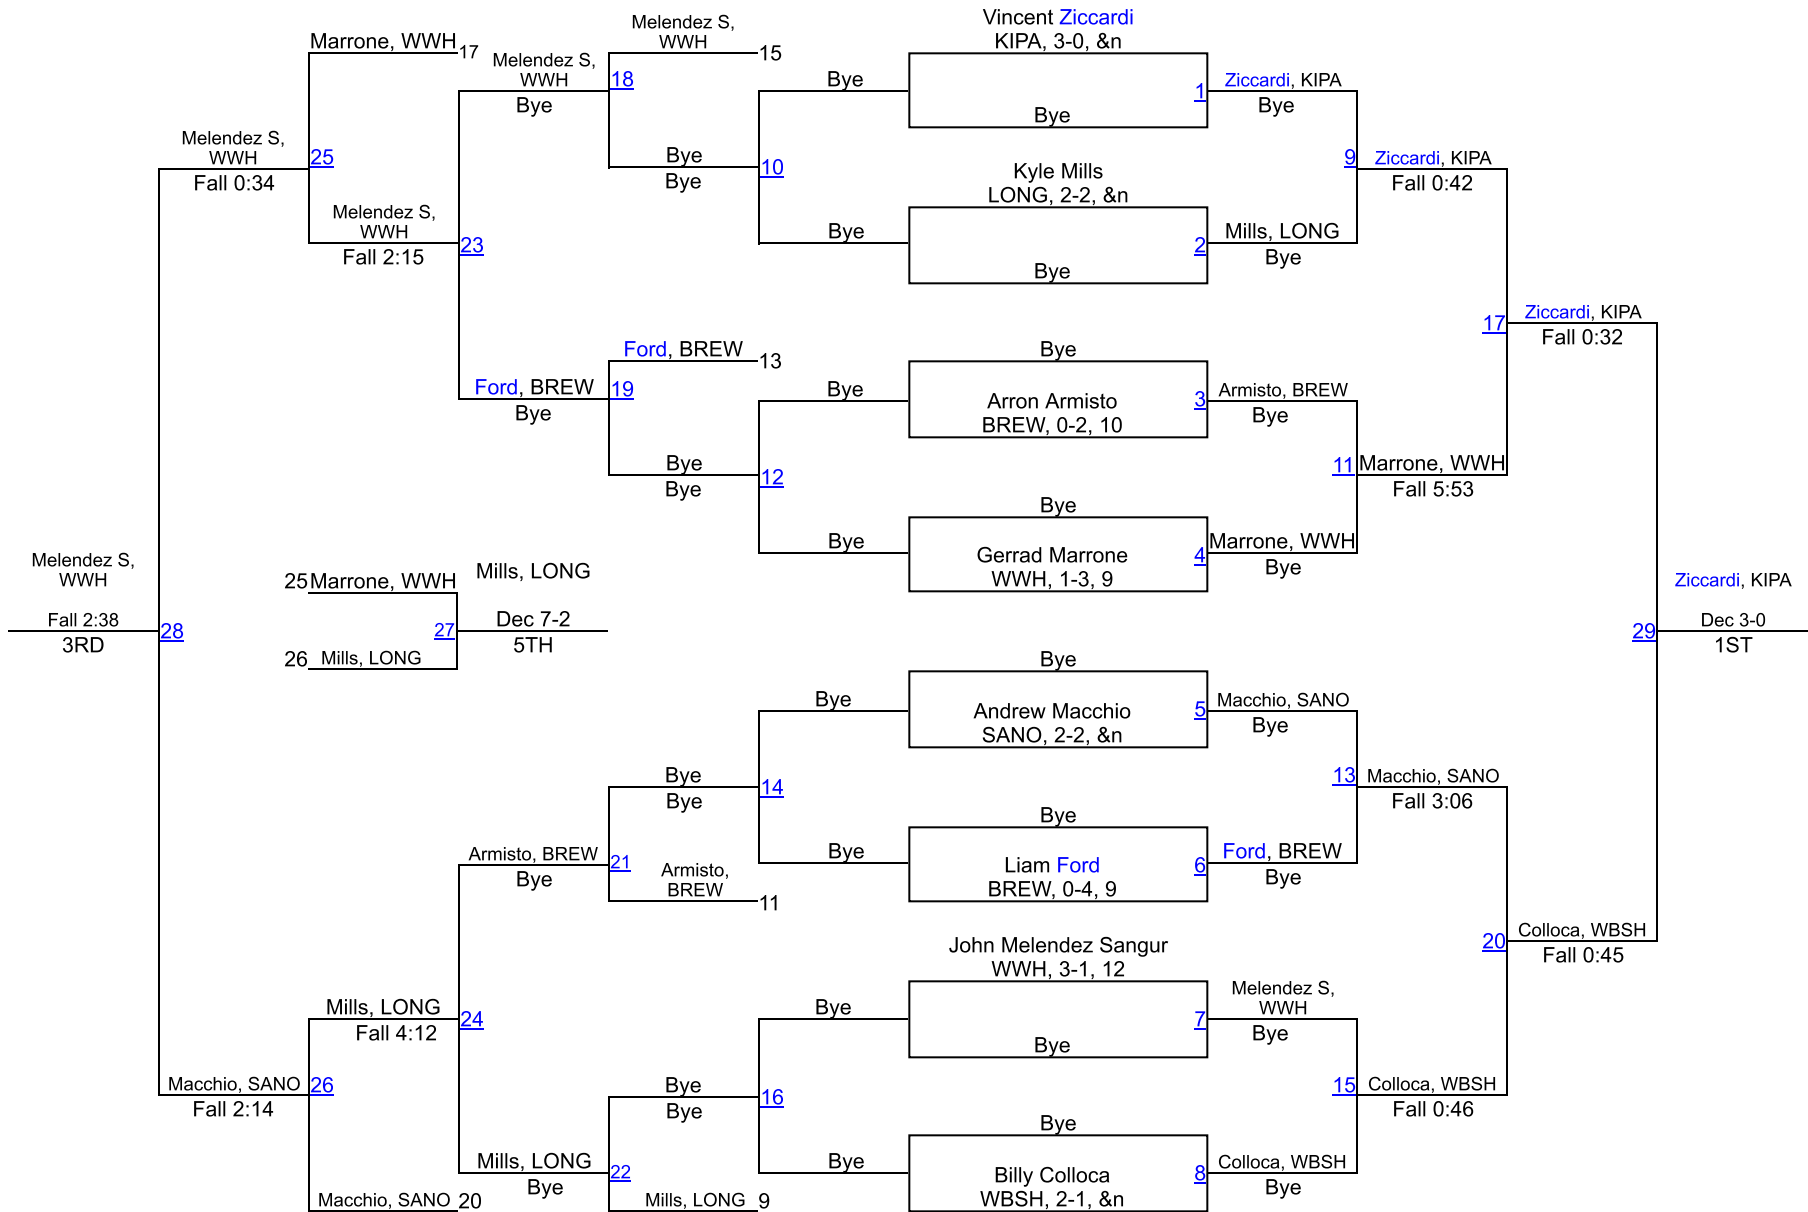 Vincent Ziccardi
KIPA, 3-0, &n
Melendez S,
WWH
15
Marrone, WWH
17
Melendez S,
WWH
18
Bye
Bye
1
Ziccardi, KIPA
Bye
Bye
Melendez S,
WWH
25
Fall 0:34
Bye
10
Bye
Kyle Mills
LONG, 2-2, &n
9
Ziccardi, KIPA
Fall 0:42
Melendez S,
WWH
23
Fall 2:15
Bye
2
Mills, LONG
Bye
Bye
17
Ziccardi, KIPA
Fall 0:32
Ford, BREW
13
Bye
Ford, BREW
19
Bye
Bye
Arron Armisto
BREW, 0-2, 10
3
Armisto, BREW
Bye
Bye
12
Bye
11
Marrone, WWH
Fall 5:53
Bye
Bye
Gerrad Marrone
WWH, 1-3, 9
4
Marrone, WWH
Bye
Melendez S,
WWH
Fall 2:38
3RD
28
25
Marrone, WWH
Mills, LONG
27
Dec 7-2
5TH
26
Mills, LONG
Ziccardi, KIPA
29
Dec 3-0
1ST
Bye
Bye
Andrew Macchio
SANO, 2-2, &n
5
Macchio, SANO
Bye
Bye
14
Bye
13
Macchio, SANO
Fall 3:06
Bye
Armisto, BREW
21
Bye
Armisto,
BREW
11
Bye
Liam Ford
BREW, 0-4, 9
6
Ford, BREW
Bye
20
Colloca, WBSH
Fall 0:45
John Melendez Sangur
WWH, 3-1, 12
Mills, LONG
24
Fall 4:12
Bye
7
Melendez S,
WWH
Bye
Bye
Macchio, SANO
26
Fall 2:14
Bye
16
Bye
15
Colloca, WBSH
Fall 0:46
Bye
Mills, LONG
22
Bye
Bye
Billy Colloca
WBSH, 2-1, &n
8
Colloca, WBSH
Bye
Macchio, SANO
20
Mills, LONG
9